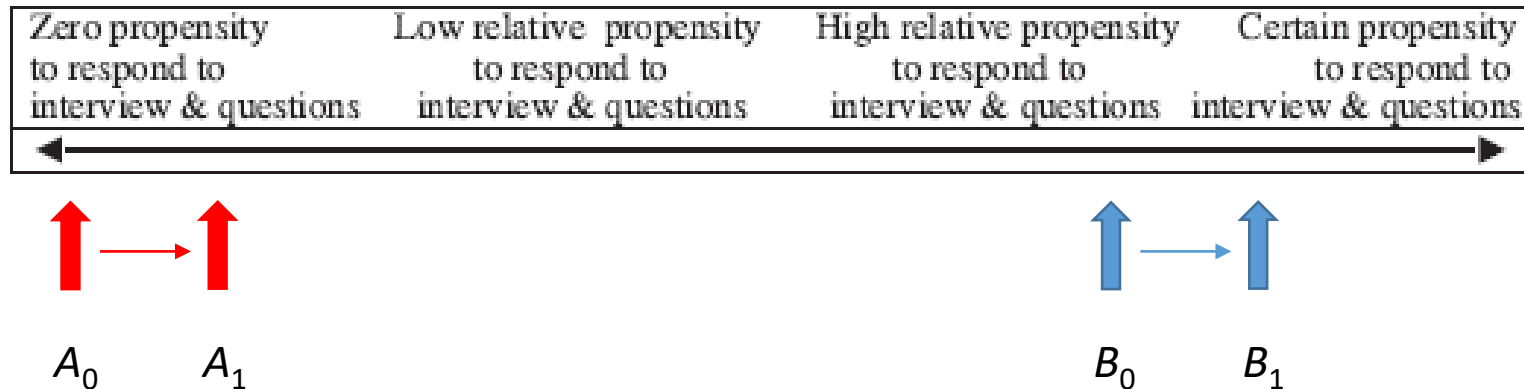 Zero propensity
to respond to
interview & questions
Low relative propensity
to respond to
interview & questions
High relative propensity
to respond to
interview & questions
Certain propensity
to respond to
interview & questions
A₀ A₁ B₀ B₁